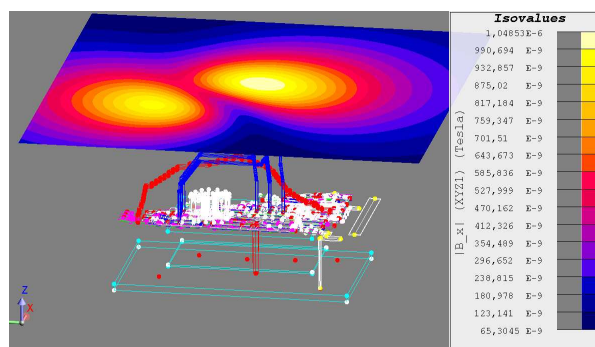 Isovalues
1,04853E-6
990,694 E-9
932,857 E-9
875,02 E-9
817,184 E-9
759,347 E-9
701,51 E-9
643,673 E-9
585,836 E-9
527,999 E-9
470,162 E-9
412,326 E-9
354,489 E-9
296,652 E-9
238,815 E-9
180,978 E-9
123,141 E-9
65,3045 E-9
|B_x| (XYZ1) (Tesla)
Z
X